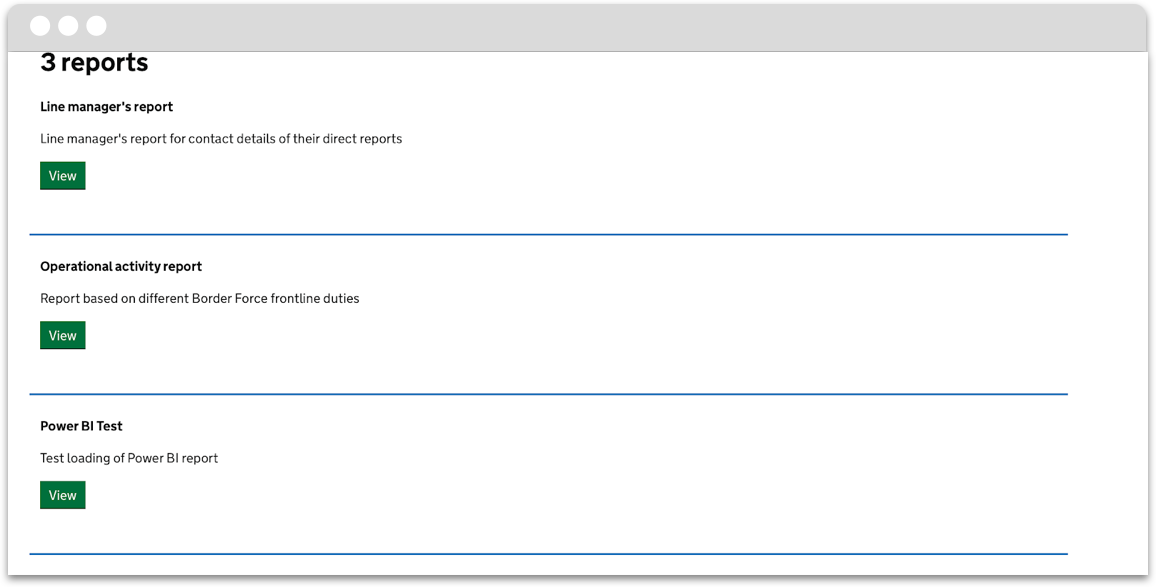 3 reports
Line manager's report
Line manager's report for contact details of their direct reports
View
Operational activity report
Report based on different Border Force frontline duties
View
Power BI Test
Test loading of Power BI report
View